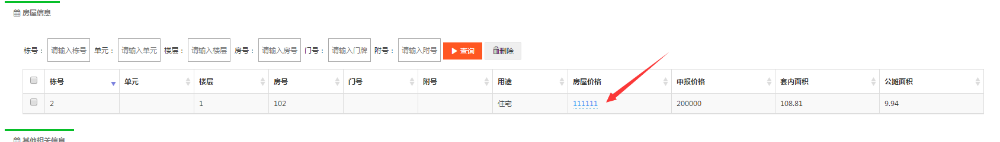 房屋信息
栋号： 请输入栋号 单元： 请输入单元 楼层： 请输入楼层 房号： 请输入房号 门号： 请输入门牌 附号： 请输入附号 查询 删除
栋号 单元 楼层 房号 门号 附号 用途 房屋价格 申报价格 套内面积 公摊面积
2 1 102 住宅 111111 200000 108.81 9.94
其他相关信息